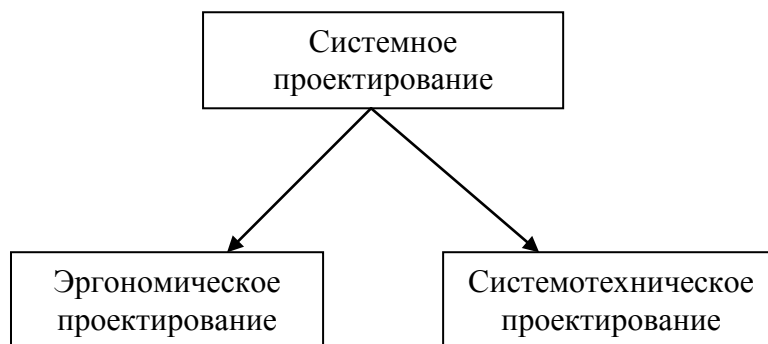 Системное
проектирование
Эргономическое
проектирование
Системотехническое
проектирование